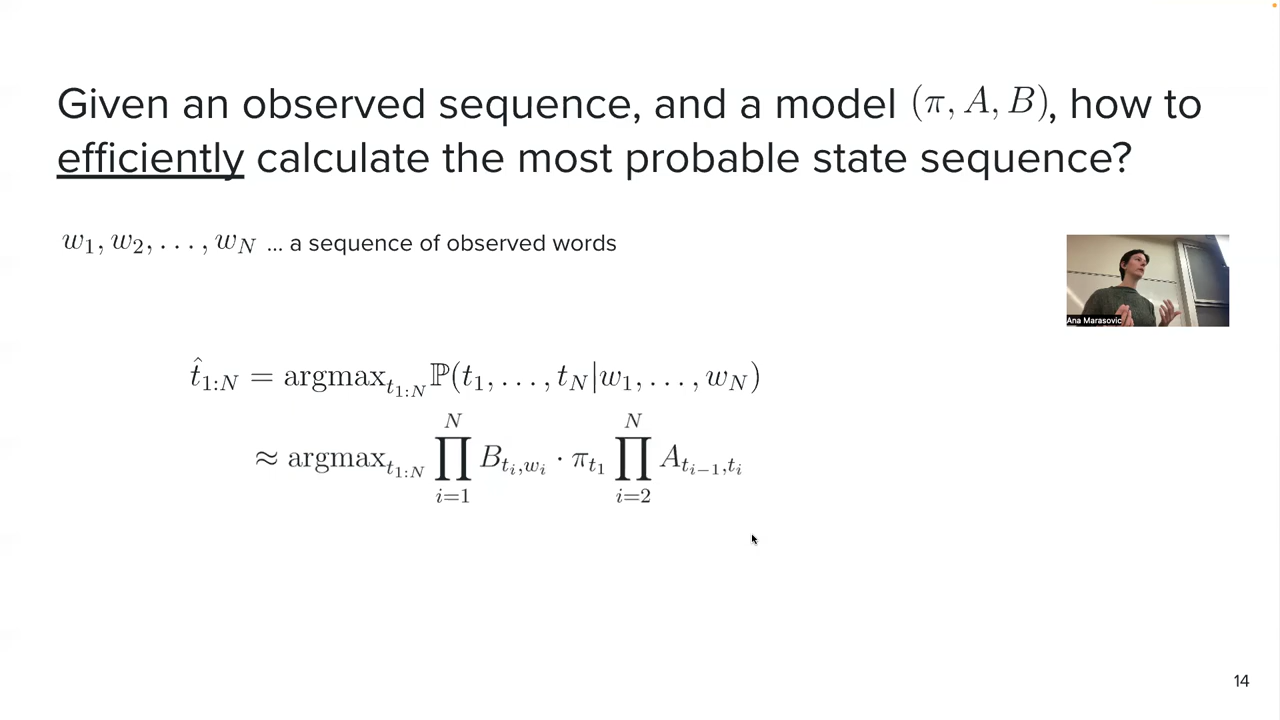 Given an observed sequence, and a model (π, A, B), how to
efficiently calculate the most probable state sequence?
w₁, w₂, . . . , w_N ... a sequence of observed words
Ana Marasovic
t̂_{1:N} = argmax_{t_{1:N}} ℙ(t₁, . . . , t_N|w₁, . . . , w_N)
≈ argmax_{t_{1:N}} ∏_{i=1}^{N} B_{t_i,w_i} · π_{t_1} ∏_{i=2}^{N} A_{t_{i−1},t_i}
14